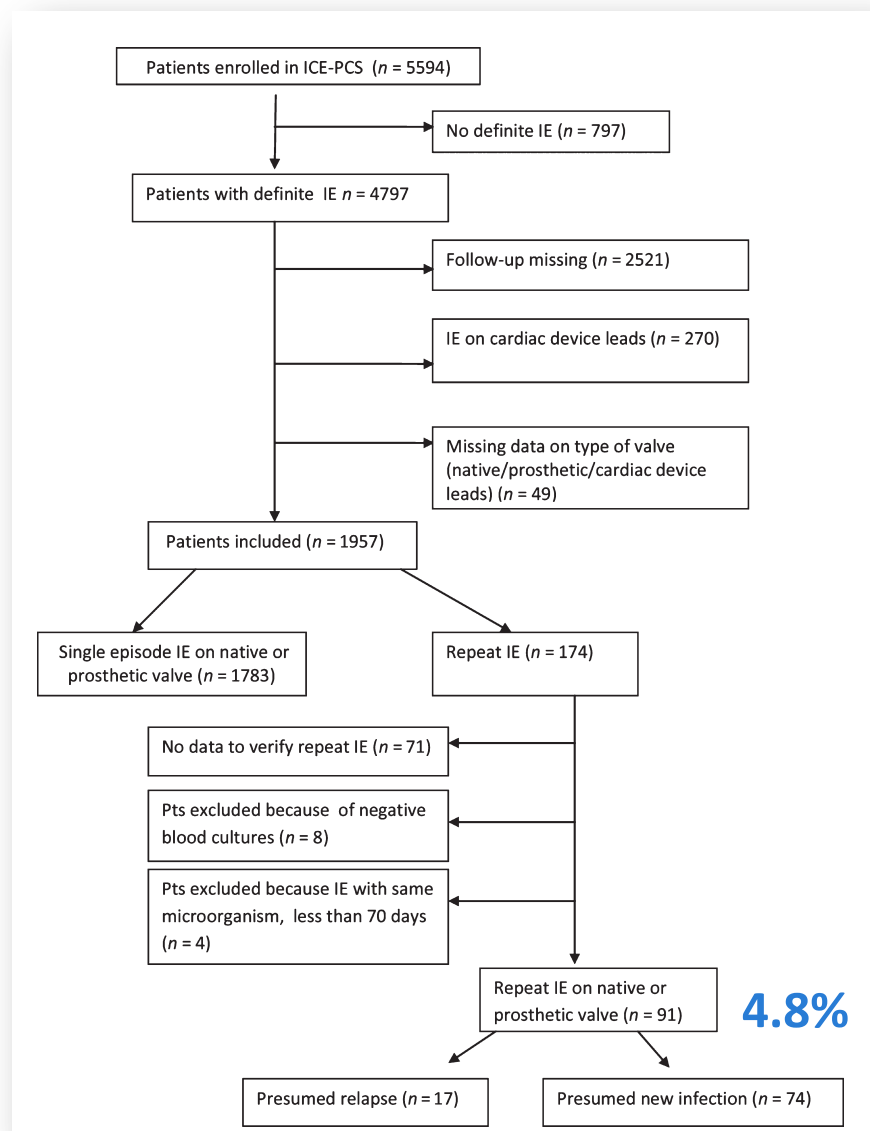 Patients enrolled in ICE-PCS (n = 5594)
No definite IE (n = 797)
Patients with definite IE n = 4797
Follow-up missing (n = 2521)
IE on cardiac device leads (n = 270)
Missing data on type of valve
(native/prosthetic/cardiac device
leads) (n = 49)
Patients included (n = 1957)
Single episode IE on native or
prosthetic valve (n = 1783)
Repeat IE (n = 174)
No data to verify repeat IE (n = 71)
Pts excluded because of negative
blood cultures (n = 8)
Pts excluded because IE with same
microorganism, less than 70 days
(n = 4)
Repeat IE on native or
prosthetic valve (n = 91)
4.8%
Presumed relapse (n = 17)
Presumed new infection (n = 74)